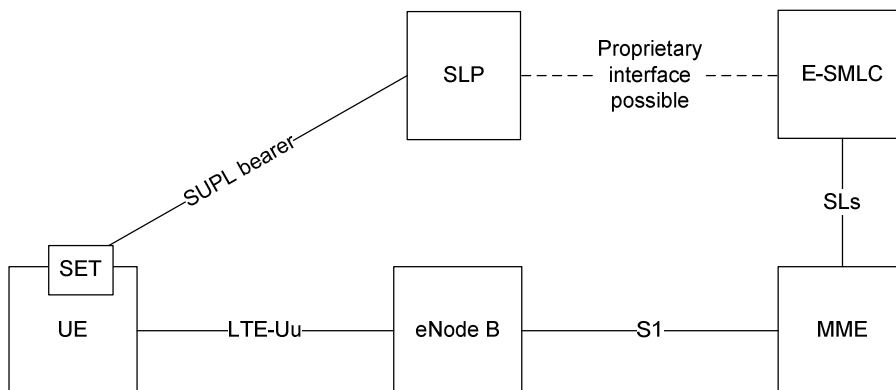 SLP
Proprietary
interface
possible
E-SMLC
SUPL bearer
SLs
SET
UE
LTE-Uu
eNode B
S1
MME